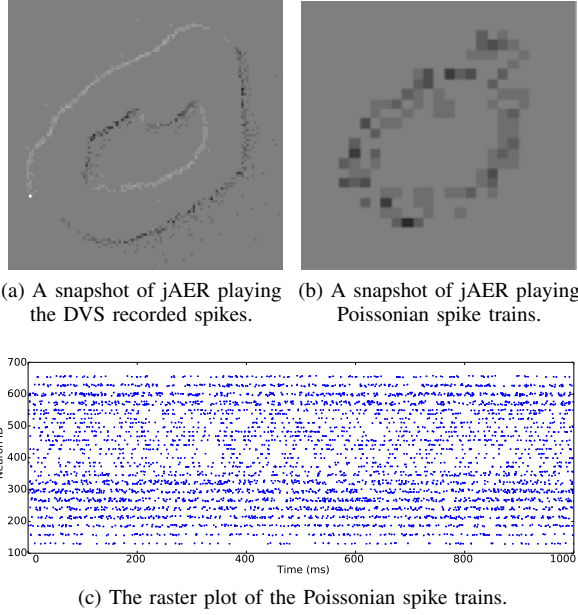 (a) A snapshot of jAER playing
the DVS recorded spikes.
(b) A snapshot of jAER playing
Poissonian spike trains.
700
600
500
400
300
200
100
0 200 400 600 800 1000
Time (ms)
(c) The raster plot of the Poissonian spike trains.